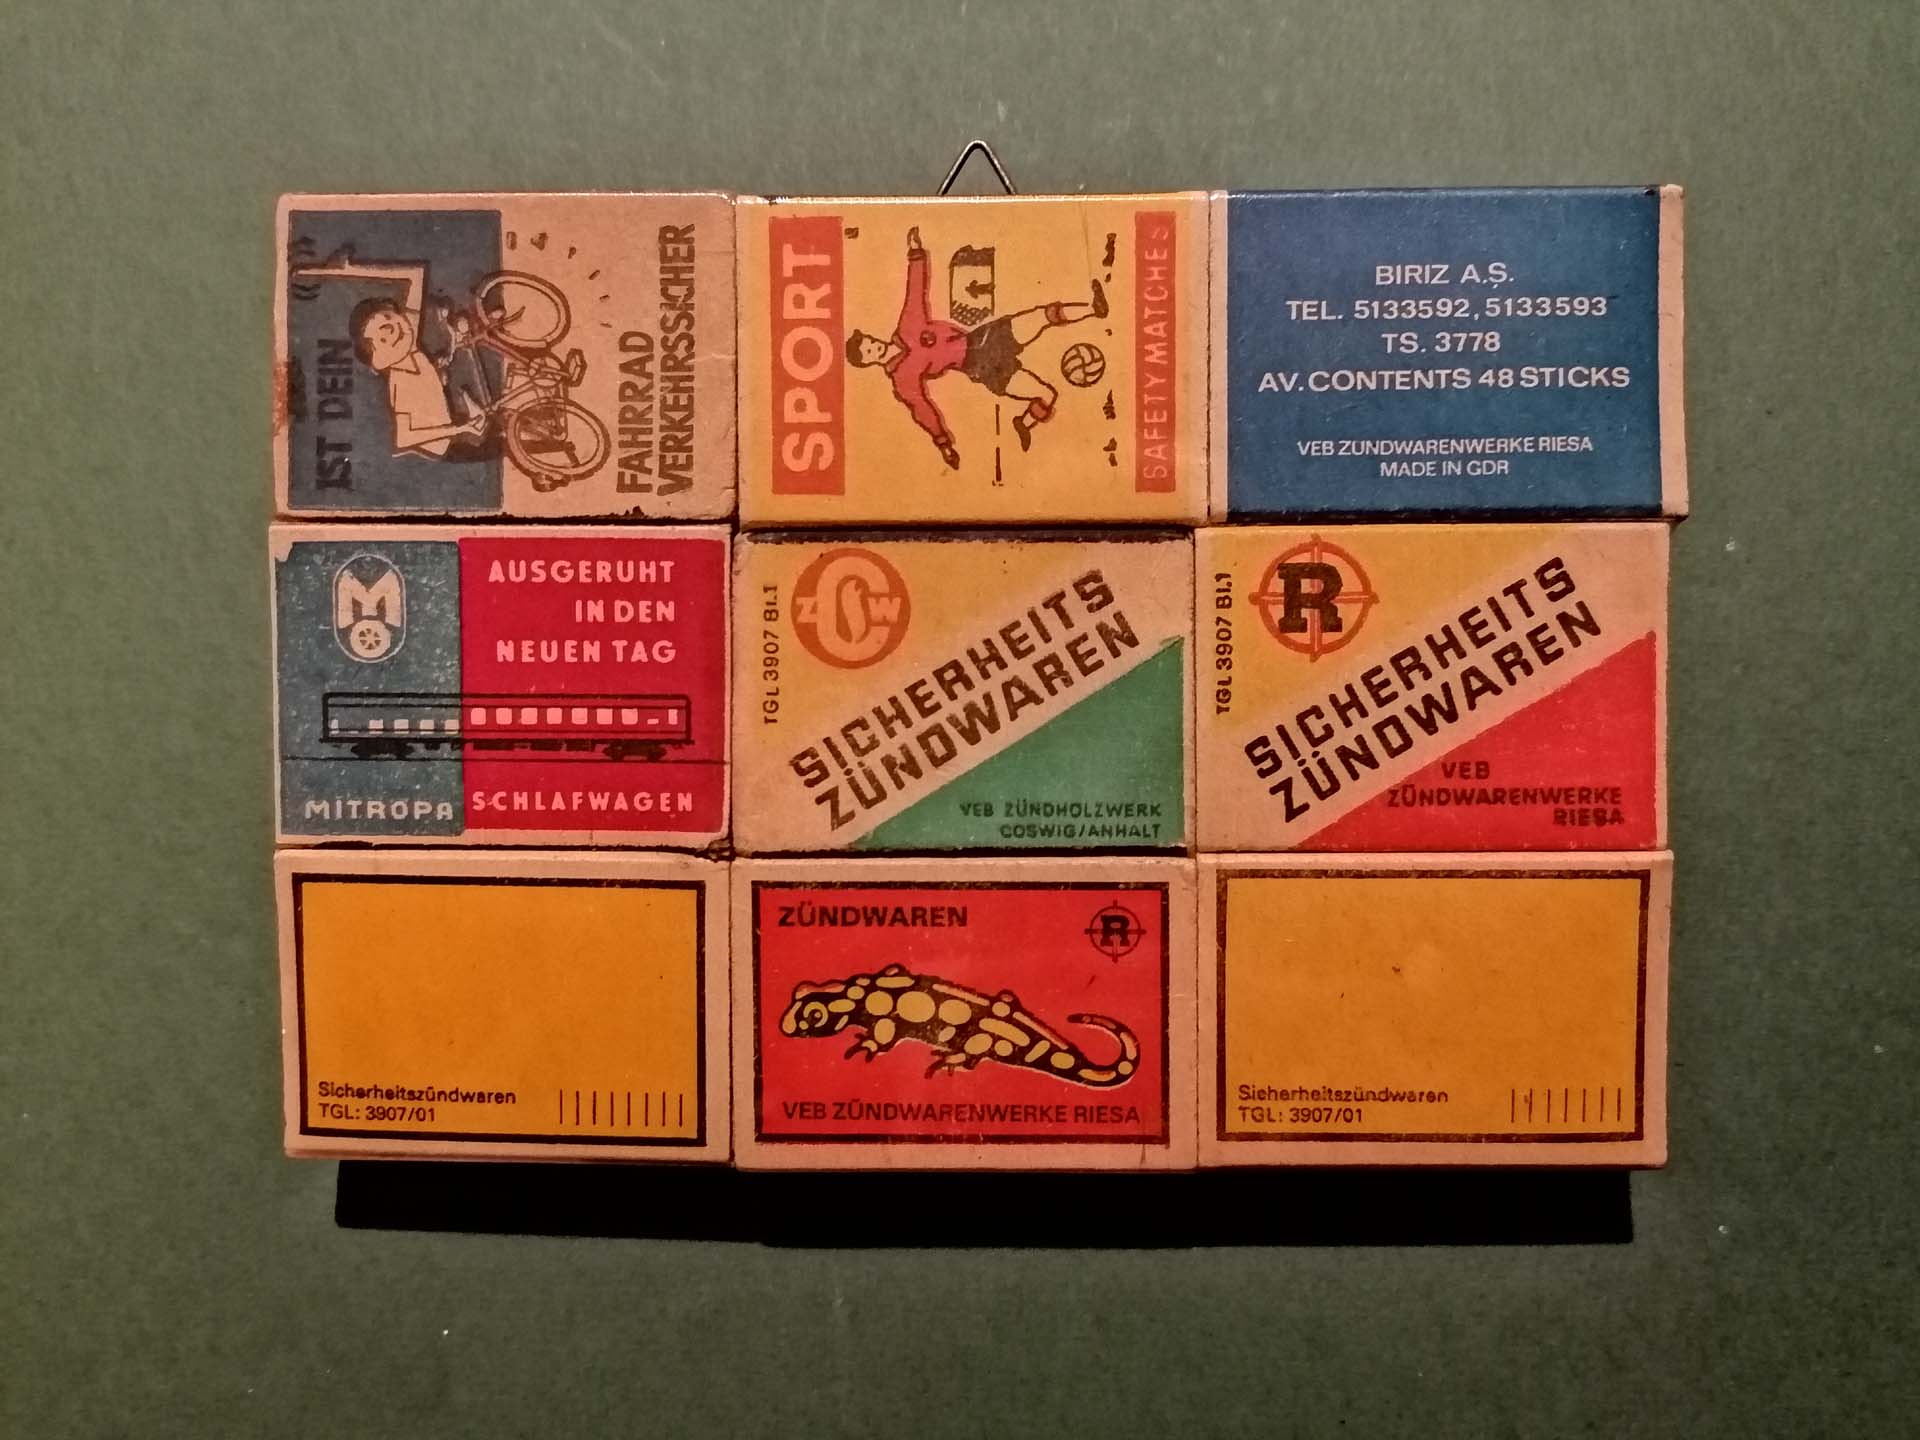 IST DEIN
FAHRRAD
VERKEHRSSICHER
SPORT
SAFETY MATCHES
BIRIZ A.Ş.
TEL. 5133592, 5133593
TS. 3778
AV. CONTENTS 48 STICKS
VEB ZÜNDWARENWERKE RIESA
MADE IN GDR
M
AUSGERUHT
IN DEN
NEUEN TAG
MITROPA SCHLAFWAGEN
TGL 3907 Bl.1
Z W C
SICHERHEITS
ZÜNDWAREN
VEB ZÜNDHOLZWERK
COSWIG/ANHALT
TGL 3907 Bl.1
R
SICHERHEITS
ZÜNDWAREN
VEB
ZÜNDWARENWERKE
RIESA
Sicherheitszündwaren
TGL: 3907/01
ZÜNDWAREN
R
VEB ZÜNDWARENWERKE RIESA
Sicherheitszündwaren
TGL: 3907/01